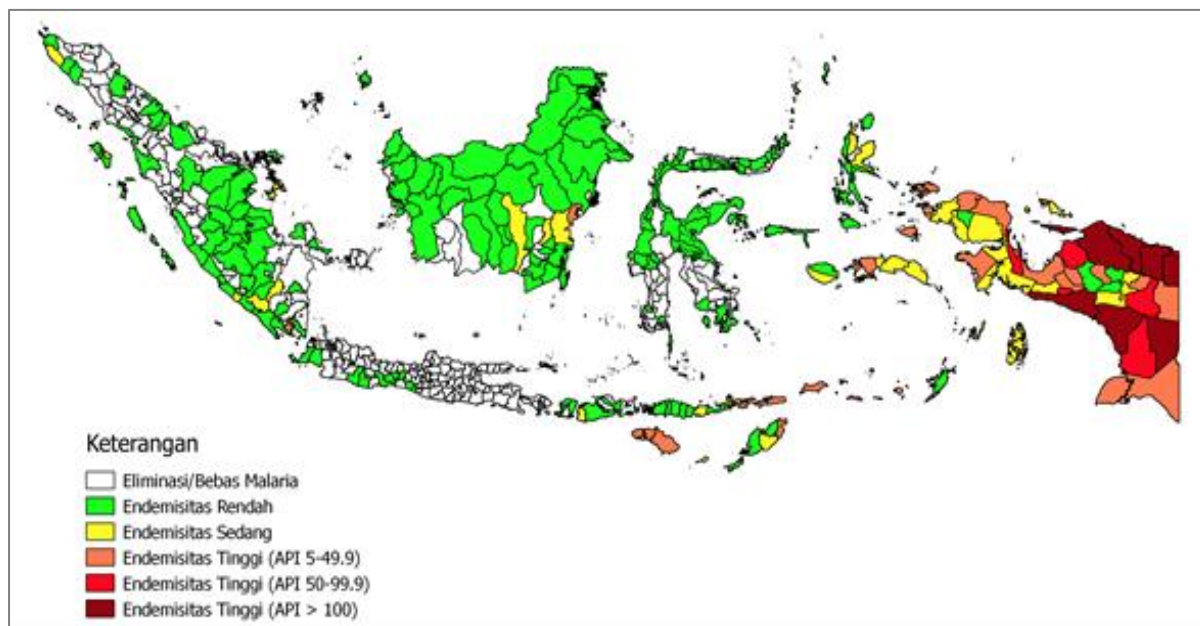 Keterangan
Eliminasi/Bebas Malaria
Endemisitas Rendah
Endemisitas Sedang
Endemisitas Tinggi (API 5-49.9)
Endemisitas Tinggi (API 50-99.9)
Endemisitas Tinggi (API > 100)